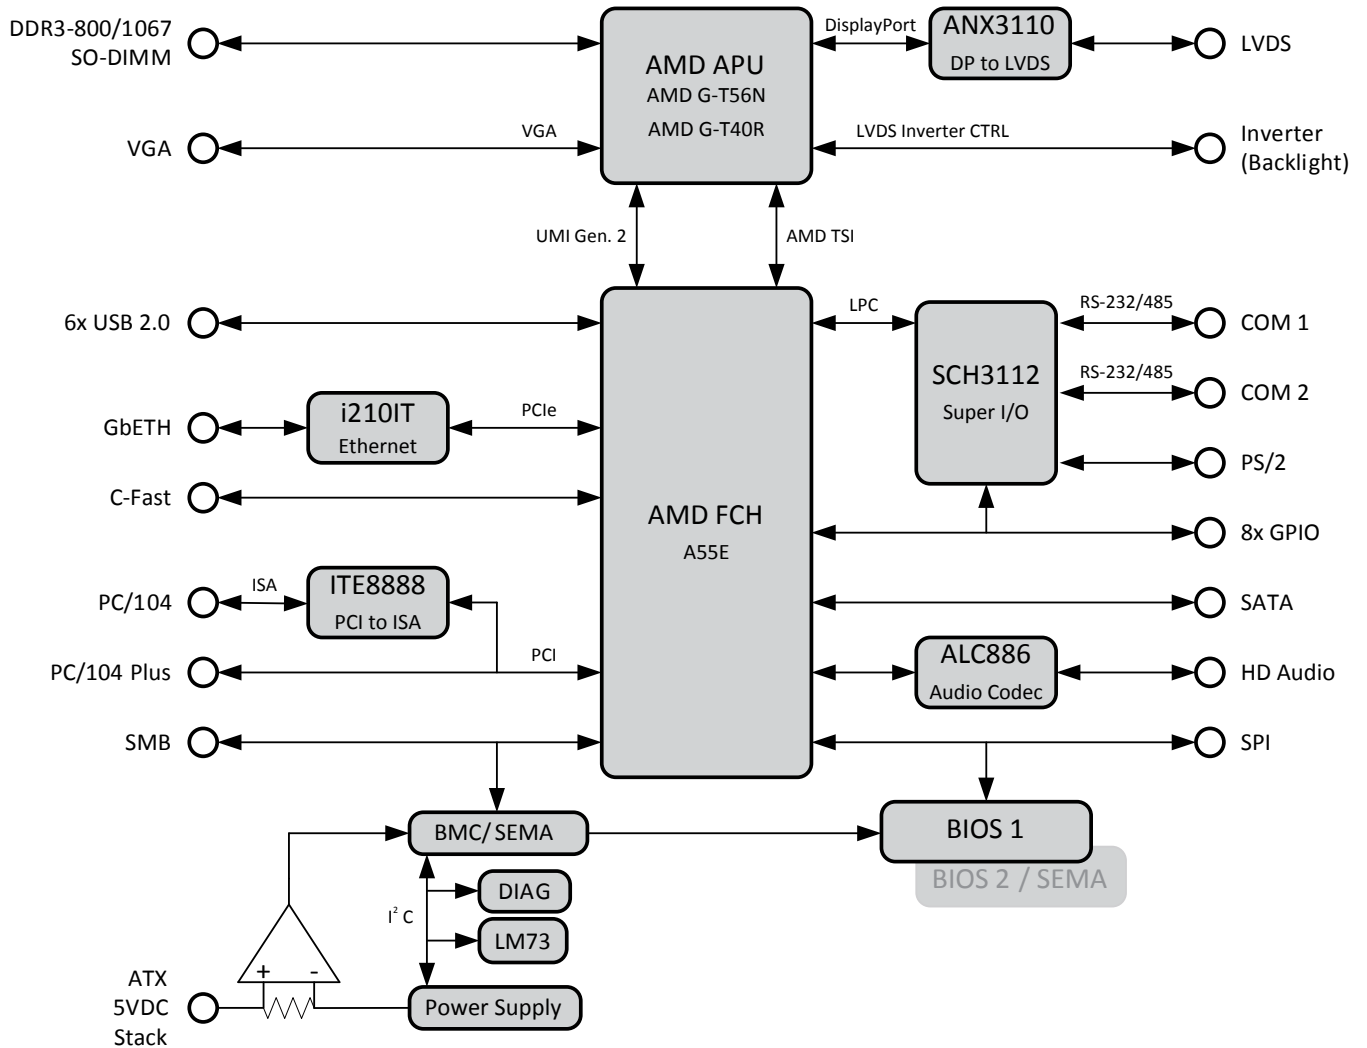 DDR3-800/1067
SO-DIMM
DisplayPort
ANX3110
DP to LVDS
LVDS
AMD APU
AMD G-T56N
AMD G-T40R
VGA
VGA
LVDS Inverter CTRL
Inverter
(Backlight)
UMI Gen. 2
AMD TSI
6x USB 2.0
LPC
RS-232/485
COM 1
SCH3112
Super I/O
RS-232/485
COM 2
GbETH
i210IT
Ethernet
PCIe
PS/2
C-Fast
AMD FCH
A55E
8x GPIO
PC/104
ISA
ITE8888
PCI to ISA
SATA
PC/104 Plus
PCI
ALC886
Audio Codec
HD Audio
SMB
SPI
BMC/ SEMA
BIOS 1
BIOS 2 / SEMA
DIAG
I² C
LM73
+ -
ATX
5VDC
Stack
Power Supply